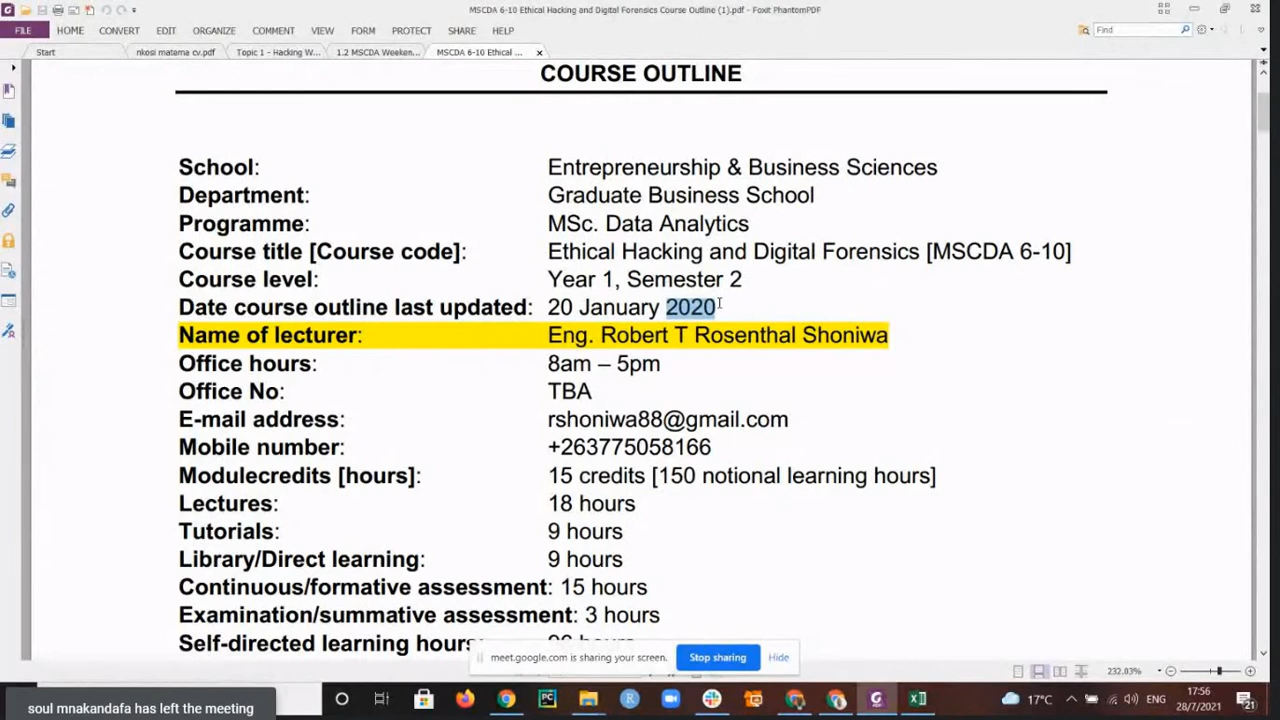 MSCDA 6-10 Ethical Hacking and Digital Forensics Course Outline (1).pdf - Foxit PhantomPDF
FILE HOME CONVERT EDIT ORGANIZE COMMENT VIEW FORM PROTECT SHARE HELP Find
Start nkosi matema cv.pdf Topic 1 - Hacking W... 1.2 MSCDA Weeken... MSCDA 6-10 Ethical ...
COURSE OUTLINE
School: Entrepreneurship & Business Sciences
Department: Graduate Business School
Programme: MSc. Data Analytics
Course title [Course code]: Ethical Hacking and Digital Forensics [MSCDA 6-10]
Course level: Year 1, Semester 2
Date course outline last updated: 20 January 2020
Name of lecturer: Eng. Robert T Rosenthal Shoniwa
Office hours: 8am – 5pm
Office No: TBA
E-mail address: rshoniwa88@gmail.com
Mobile number: +263775058166
Modulecredits [hours]: 15 credits [150 notional learning hours]
Lectures: 18 hours
Tutorials: 9 hours
Library/Direct learning: 9 hours
Continuous/formative assessment: 15 hours
Examination/summative assessment: 3 hours
Self-directed learning hours: hours
meet.google.com is sharing your screen. Stop sharing Hide
232.03%
soul mnakandafa has left the meeting
PC R 17°C ENG 17:56
28/7/2021 21